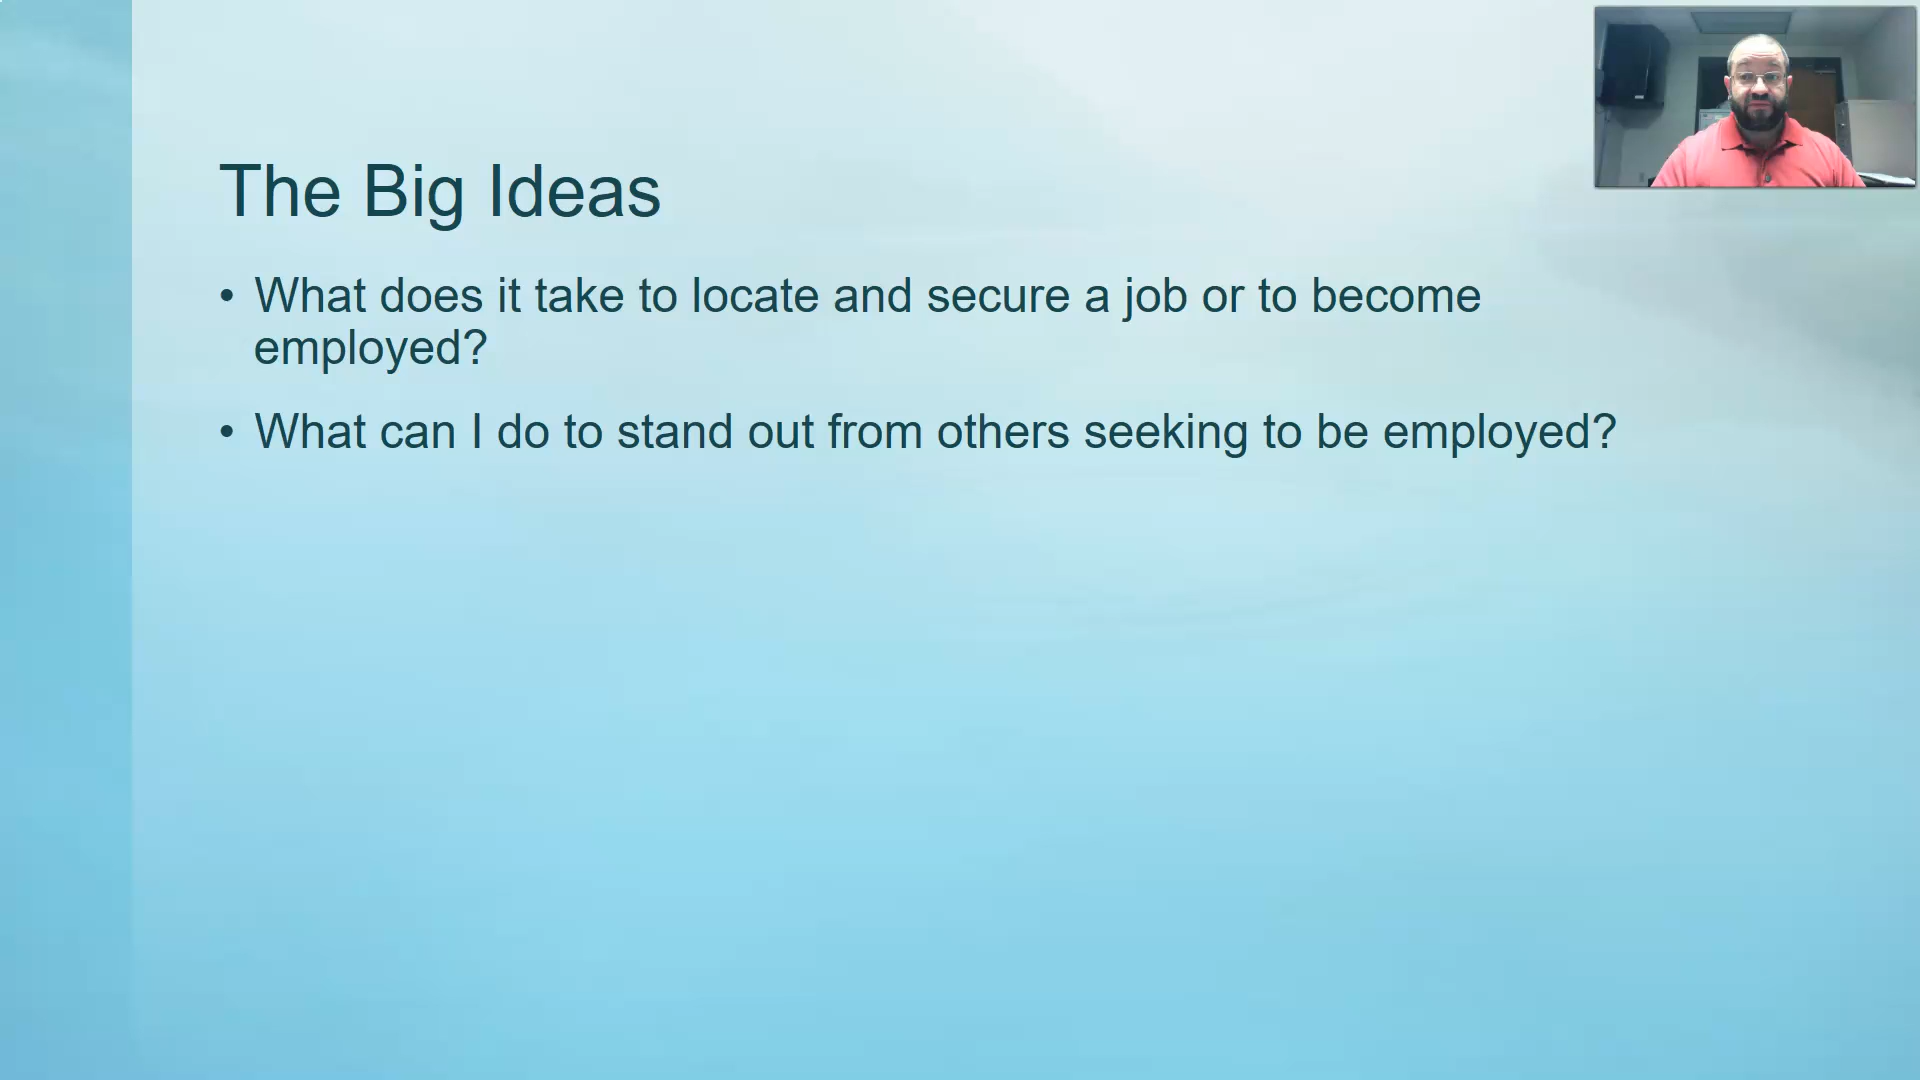 The Big Ideas
• What does it take to locate and secure a job or to become
employed?
• What can I do to stand out from others seeking to be employed?